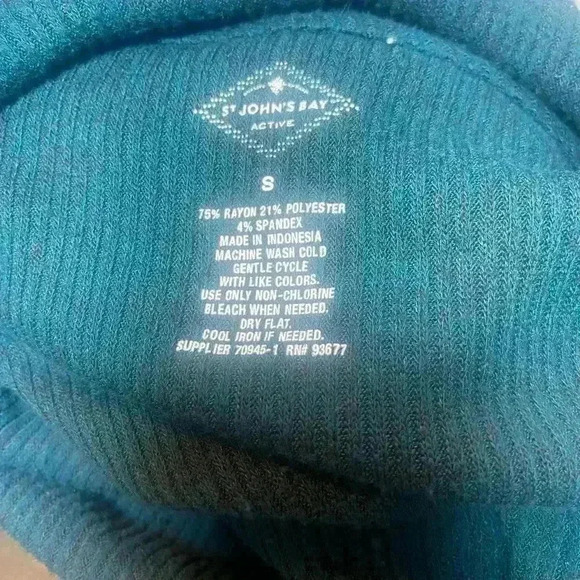 ST JOHN'S BAY
ACTIVE
S
75% RAYON 21% POLYESTER
4% SPANDEX
MADE IN INDONESIA
MACHINE WASH COLD
GENTLE CYCLE
WITH LIKE COLORS.
USE ONLY NON-CHLORINE
BLEACH WHEN NEEDED.
DRY FLAT.
COOL IRON IF NEEDED.
SUPPLIER 70945-1 RN# 93677